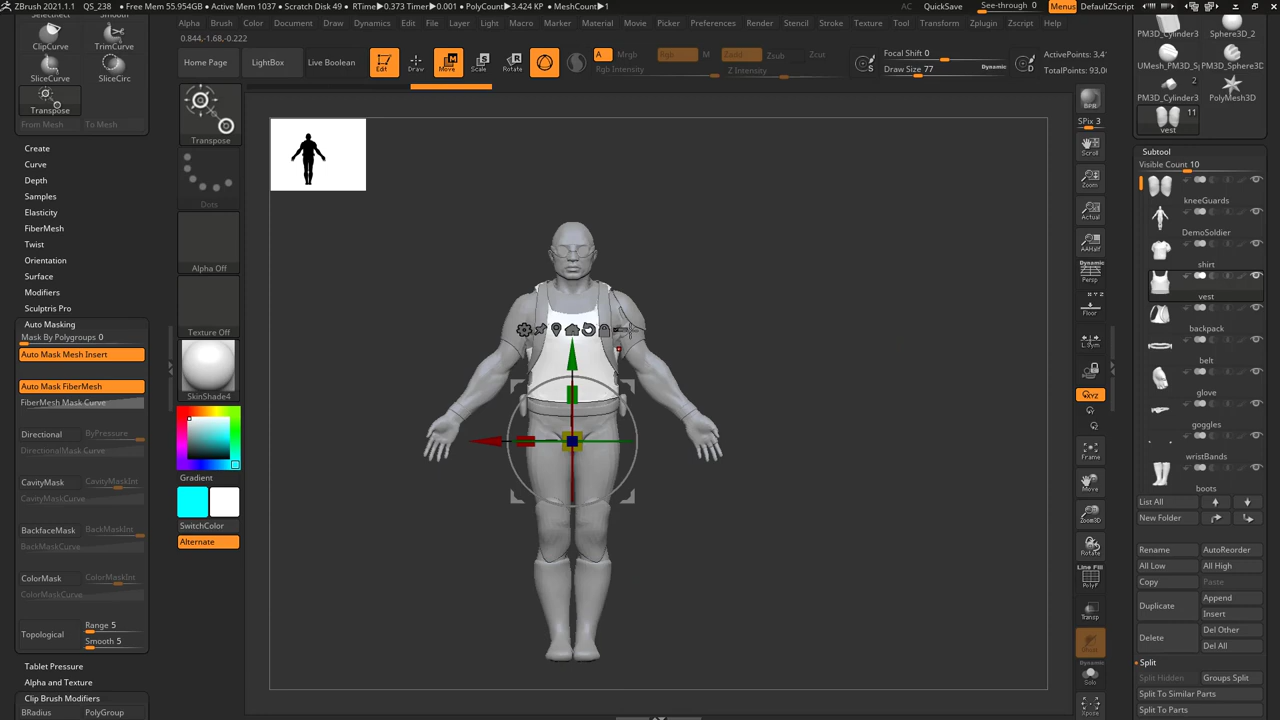 ZBrush 2021.1.1
QS_238
• Free Mem 55.954GB • Active Mem 1037 • Scratch Disk 49 • RTime▸0.373 Timer▸0.001 • PolyCount▸3.424 KP • MeshCount▸1
AC
QuickSave
See-through 0
Menus
DefaultZScript
ClipCurve
TrimCurve
Alpha
Brush
Color
Document
Draw
Dynamics
Edit
File
Layer
Light
Macro
Marker
Material
Movie
Picker
Preferences
Render
Stencil
Stroke
Texture
Tool
Transform
Zplugin
Zscript
Help
0.844,-1.68,-0.222
Home Page
LightBox
Live Boolean
Edit
Draw
Move
Scale
Rotate
A
Mrgb
Rgb
M
Zadd
Zsub
Zcut
Rgb Intensity
Z Intensity
Focal Shift 0
Draw Size 77
Dynamic
S
D
ActivePoints: 3.4
TotalPoints: 93.0
PM3D_Cylinder3
Sphere3D_2
UMesh_PM3D_S
PM3D_Sphere3D
2
PM3D_Cylinder3
PolyMesh3D
11
vest
SliceCurve
SliceCirc
Transpose
From Mesh
To Mesh
Create
Curve
Depth
Samples
Elasticity
FiberMesh
Twist
Orientation
Surface
Modifiers
Sculptris Pro
Auto Masking
Mask By Polygroups 0
Auto Mask Mesh Insert
Auto Mask FiberMesh
FiberMesh Mask Curve
Directional
ByPressure
DirectionalMask Curve
CavityMask
CavityMaskInt
CavityMaskCurve
BackfaceMask
BackMaskInt
BackMaskCurve
ColorMask
ColorMaskInt
ColorMaskCurve
Topological
Range 5
Smooth 5
Tablet Pressure
Alpha and Texture
Clip Brush Modifiers
BRadius
PolyGroup
Transpose
Dots
Alpha Off
Texture Off
SkinShade4
Gradient
SwitchColor
Alternate
BPR
SPix 3
Scroll
Zoom
Actual
AAHalf
Dynamic
Persp
Floor
L.Sym
XYZ
Frame
Move
Zoom3D
Rotate
Line Fill
PolyF
Transp
Ghost
Dynamic
Solo
Xpose
Subtool
Visible Count 10
kneeGuards
DemoSoldier
shirt
vest
backpack
belt
glove
goggles
wristBands
boots
List All
New Folder
Rename
AutoReorder
All Low
All High
Copy
Paste
Duplicate
Append
Insert
Delete
Del Other
Del All
Split
Split Hidden
Groups Split
Split To Similar Parts
Split To Parts